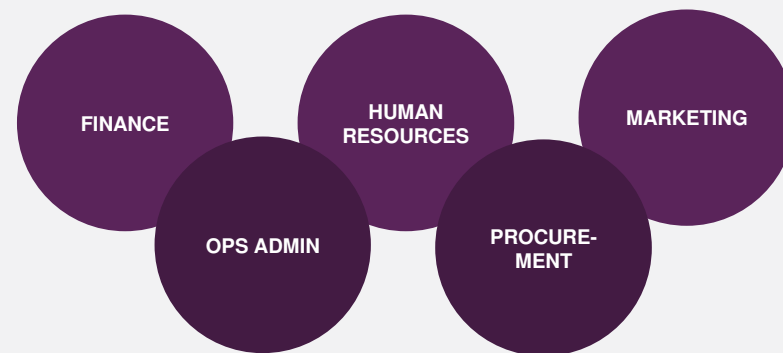 FINANCE
HUMAN
RESOURCES
MARKETING
OPS ADMIN
PROCURE-
MENT